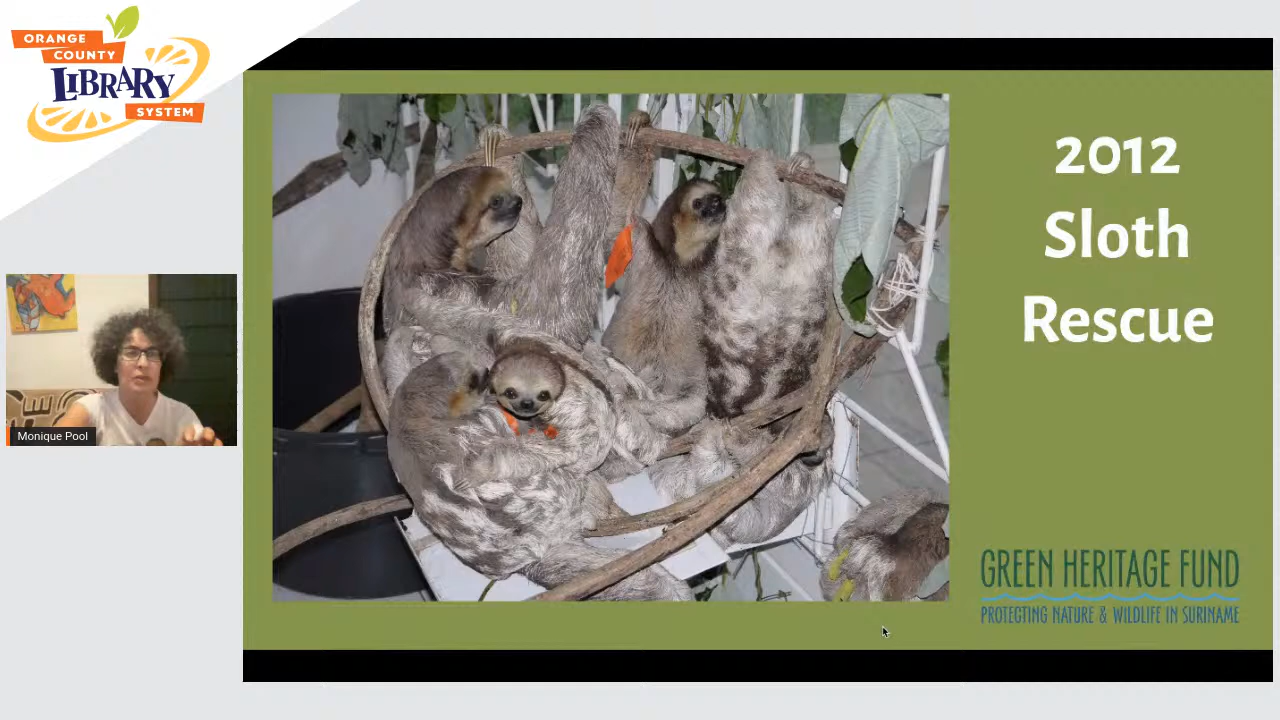 ORANGE
COUNTY
LIBRARY
SYSTEM
2012
Sloth
Rescue
Monique Pool
GREEN HERITAGE FUND
PROTECTING NATURE & WILDLIFE IN SURINAME